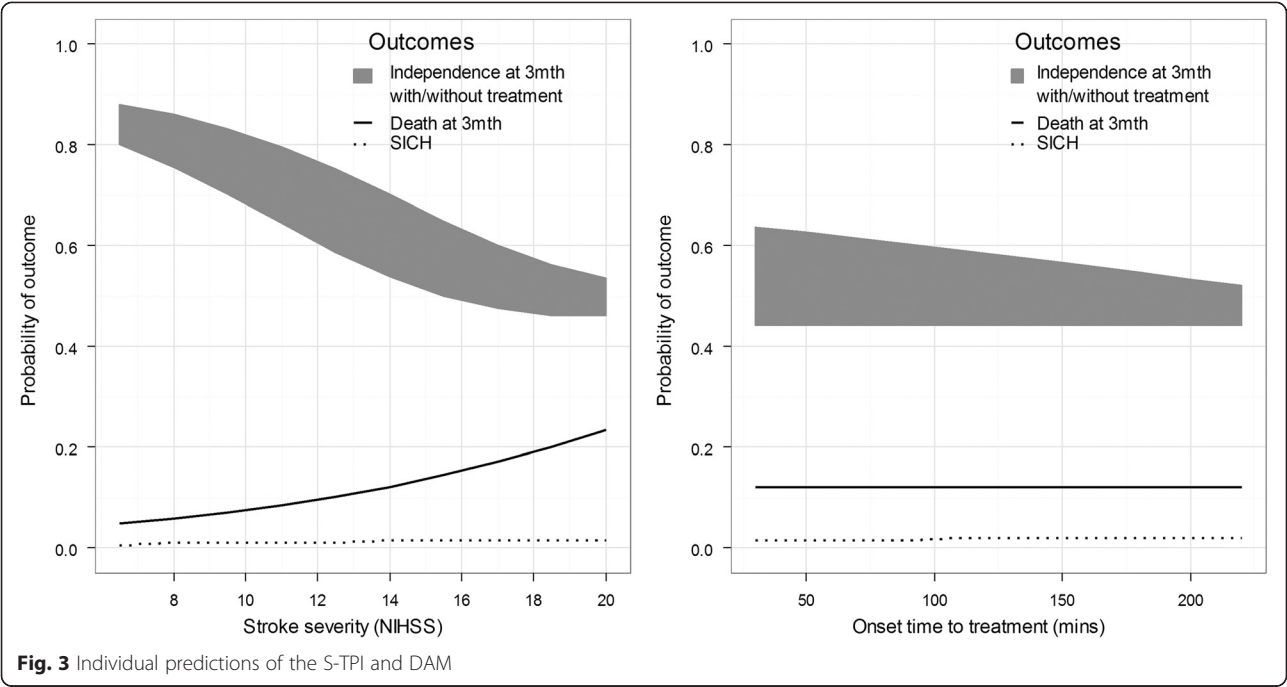 Outcomes
Independence at 3mth
with/without treatment
Death at 3mth
SICH
1.0
0.8
0.6
0.4
0.2
0.0
Probability of outcome
8 10 12 14 16 18 20
Stroke severity (NIHSS)
Outcomes
Independence at 3mth
with/without treatment
Death at 3mth
SICH
1.0
0.8
0.6
0.4
0.2
0.0
Probability of outcome
50 100 150 200
Onset time to treatment (mins)
Fig. 3 Individual predictions of the S-TPI and DAM